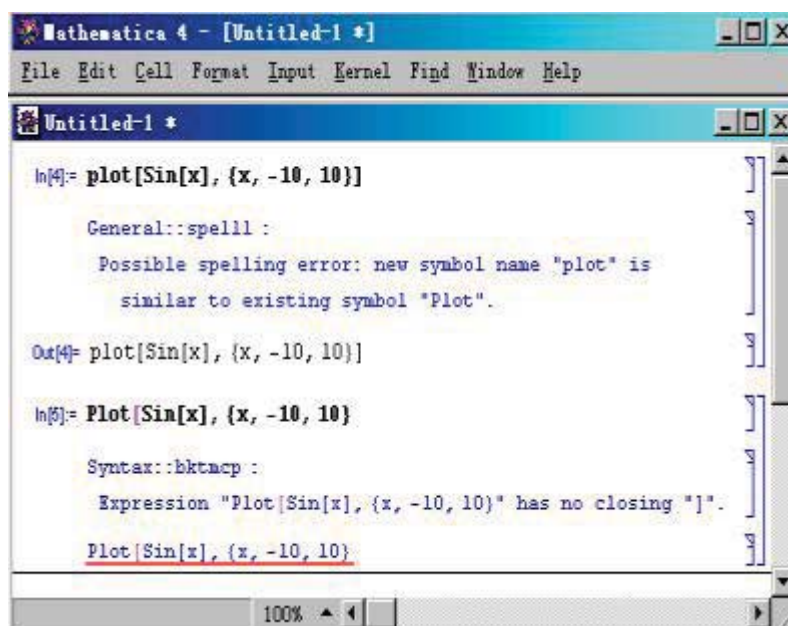 Mathematica 4 - [Untitled-1 *]
File Edit Cell Format Input Kernel Find Window Help
Untitled-1 *
In[4]:= plot[Sin[x], {x, -10, 10}]
General::spell1 :
Possible spelling error: new symbol name "plot" is
similar to existing symbol "Plot".
Out[4]= plot[Sin[x], {x, -10, 10}]
In[5]:= Plot[Sin[x], {x, -10, 10}
Syntax::bktmcp :
Expression "Plot[Sin[x], {x, -10, 10}" has no closing "]".
Plot[Sin[x], {x, -10, 10}
100%